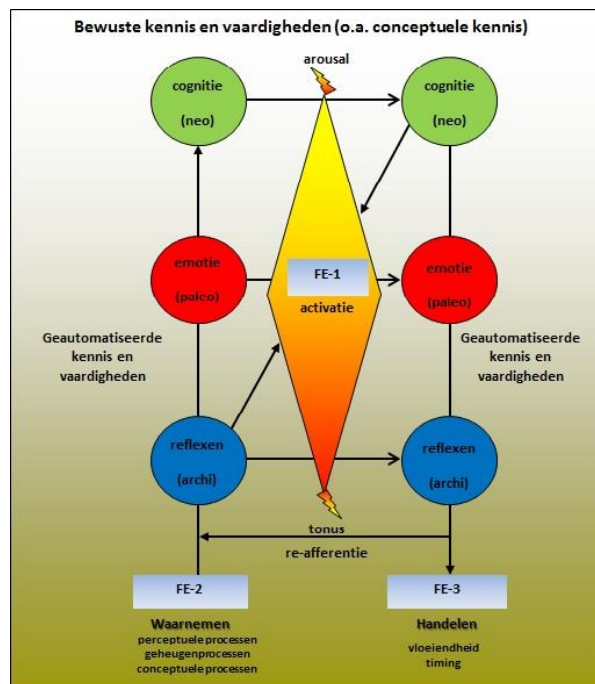 Bewuste kennis en vaardigheden (o.a. conceptuele kennis)
arousal
cognitie
(neo)
cognitie
(neo)
emotie
(paleo)
FE-1
activatie
emotie
(paleo)
Geautomatiseerde
kennis en
vaardigheden
Geautomatiseerde
kennis en
vaardigheden
reflexen
(archi)
reflexen
(archi)
tonus
re-afferentie
FE-2
Waarnemen
perceptuele processen
geheugenprocessen
conceptuele processen
FE-3
Handelen
vloeiendheid
timing